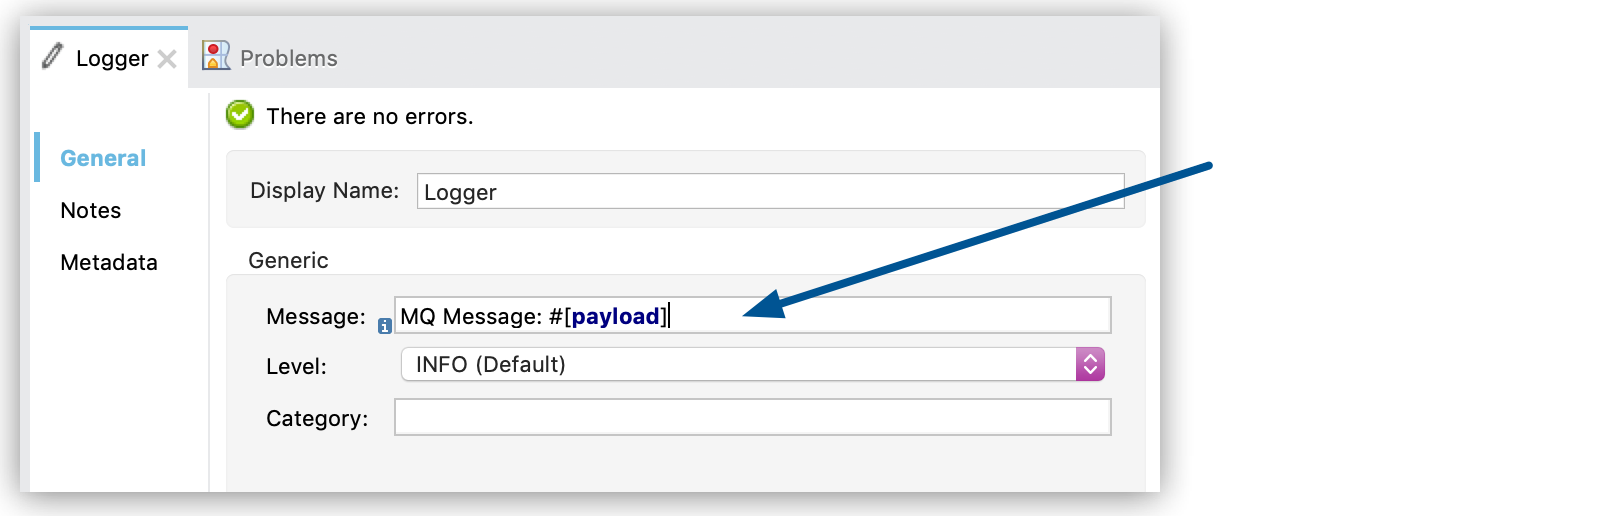 Logger
Problems
There are no errors.
General
Notes
Metadata
Display Name: Logger
Generic
Message: MQ Message: #[payload]
Level: INFO (Default)
Category: